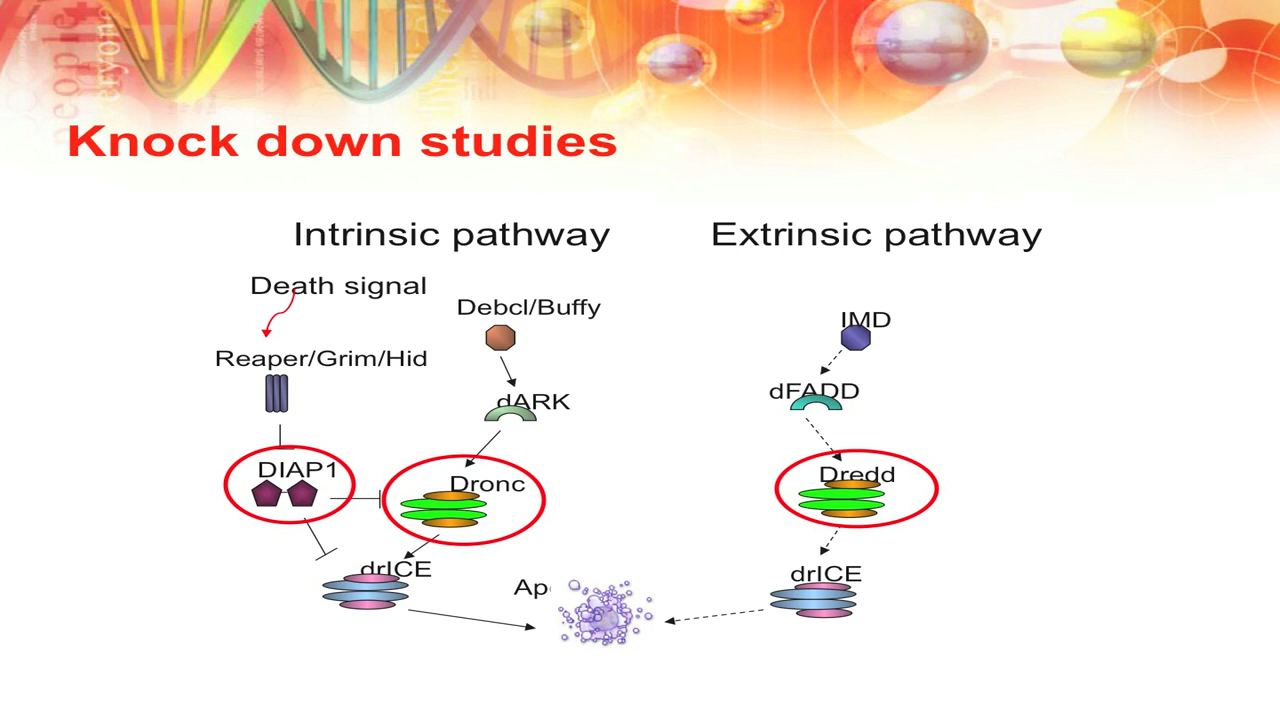 Knock down studies
Intrinsic pathway
Extrinsic pathway
Death signal
Debcl/Buffy
IMD
Reaper/Grim/Hid
dARK
dFADD
DIAP1
Dronc
Dredd
drICE
drICE
Ap